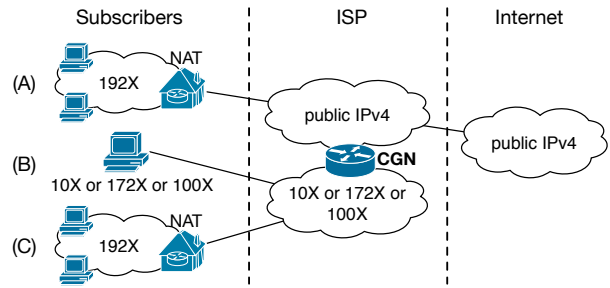 Subscribers ISP Internet
NAT
(A) 192X
public IPv4
public IPv4
(B)
CGN
10X or 172X or 100X
10X or 172X or
100X
NAT
(C) 192X